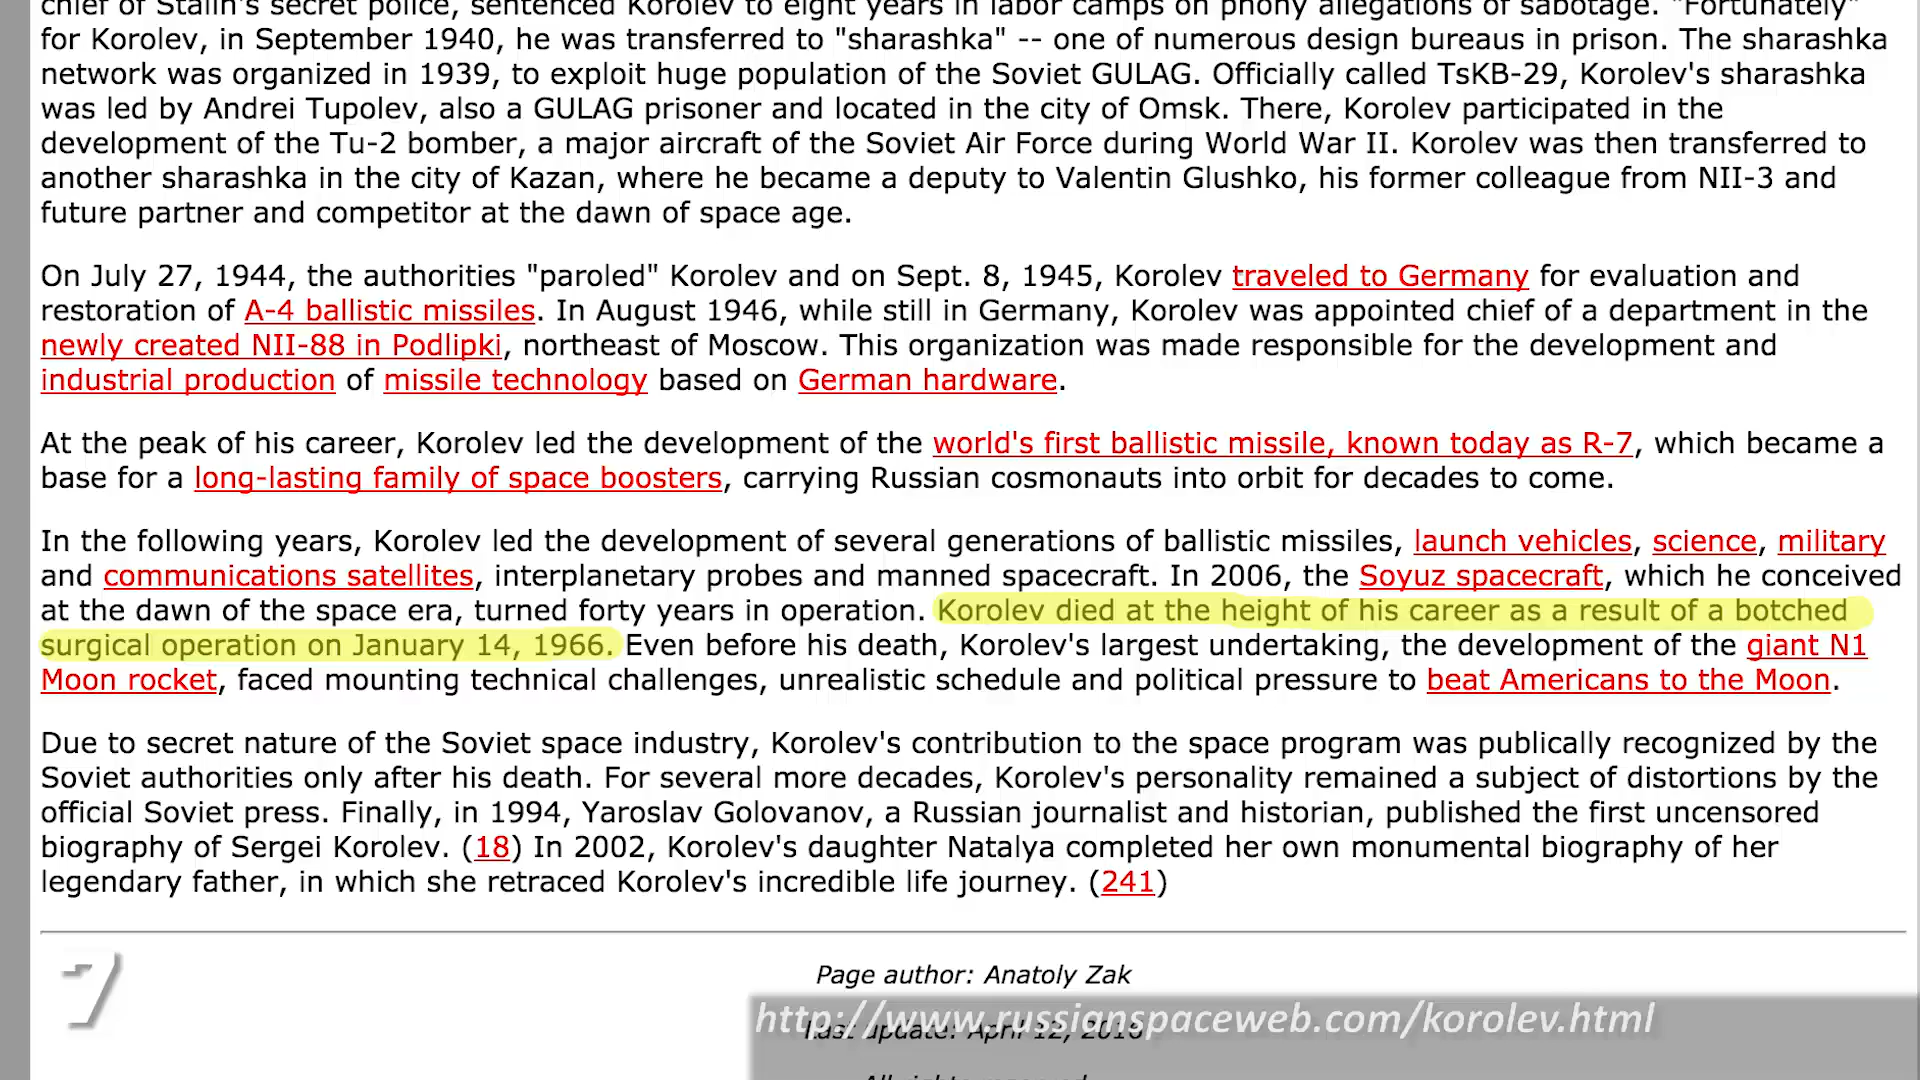 chief of Stalin's secret police, sentenced Korolev to eight years in labor camps on phony allegations of sabotage. "Fortunately"
for Korolev, in September 1940, he was transferred to "sharashka" -- one of numerous design bureaus in prison. The sharashka
network was organized in 1939, to exploit huge population of the Soviet GULAG. Officially called TsKB-29, Korolev's sharashka
was led by Andrei Tupolev, also a GULAG prisoner and located in the city of Omsk. There, Korolev participated in the
development of the Tu-2 bomber, a major aircraft of the Soviet Air Force during World War II. Korolev was then transferred to
another sharashka in the city of Kazan, where he became a deputy to Valentin Glushko, his former colleague from NII-3 and
future partner and competitor at the dawn of space age.
On July 27, 1944, the authorities "paroled" Korolev and on Sept. 8, 1945, Korolev traveled to Germany for evaluation and
restoration of A-4 ballistic missiles. In August 1946, while still in Germany, Korolev was appointed chief of a department in the
newly created NII-88 in Podlipki, northeast of Moscow. This organization was made responsible for the development and
industrial production of missile technology based on German hardware.
At the peak of his career, Korolev led the development of the world's first ballistic missile, known today as R-7, which became a
base for a long-lasting family of space boosters, carrying Russian cosmonauts into orbit for decades to come.
In the following years, Korolev led the development of several generations of ballistic missiles, launch vehicles, science, military
and communications satellites, interplanetary probes and manned spacecraft. In 2006, the Soyuz spacecraft, which he conceived
at the dawn of the space era, turned forty years in operation. Korolev died at the height of his career as a result of a botched
surgical operation on January 14, 1966. Even before his death, Korolev's largest undertaking, the development of the giant N1
Moon rocket, faced mounting technical challenges, unrealistic schedule and political pressure to beat Americans to the Moon.
Due to secret nature of the Soviet space industry, Korolev's contribution to the space program was publically recognized by the
Soviet authorities only after his death. For several more decades, Korolev's personality remained a subject of distortions by the
official Soviet press. Finally, in 1994, Yaroslav Golovanov, a Russian journalist and historian, published the first uncensored
biography of Sergei Korolev. (18) In 2002, Korolev's daughter Natalya completed her own monumental biography of her
legendary father, in which she retraced Korolev's incredible life journey. (241)
7
Page author: Anatoly Zak
http://www.russianspaceweb.com/korolev.html
Last update: April 12,
All rights reserved